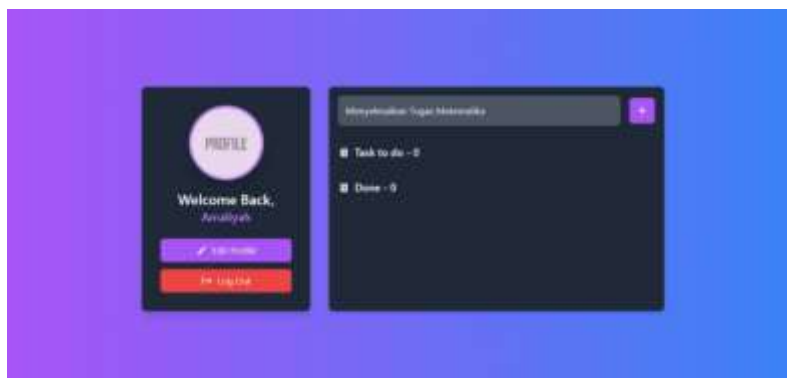 PROFILE
Welcome Back,
Amaliyah
Edit Profile
Log Out
Menyelesaikan Tugas Matematika
+
Task to do - 0
Done - 0